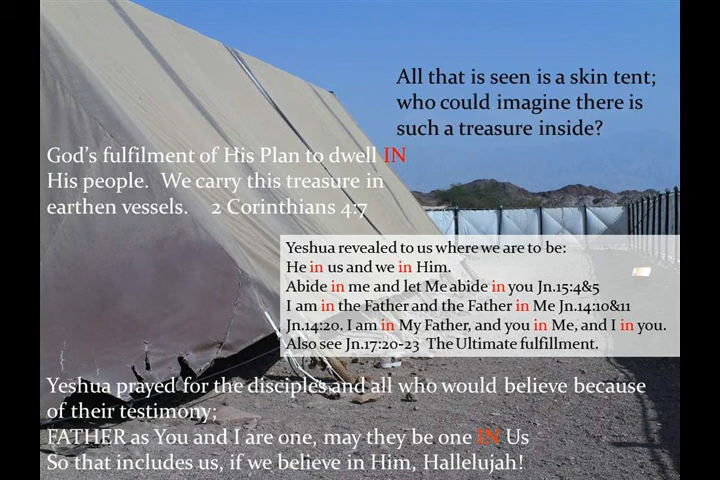 All that is seen is a skin tent;
who could imagine there is
such a treasure inside?
God's fulfilment of His Plan to dwell IN
His people.  We carry this treasure in
earthen vessels.    2 Corinthians 4:7
Yeshua revealed to us where we are to be:
He in us and we in Him.
Abide in me and let Me abide in you Jn.15:4&5
I am in the Father and the Father in Me Jn.14:10&11
Jn.14:20. I am in My Father, and you in Me, and I in you.
Also see Jn.17:20-23  The Ultimate fulfillment.
Yeshua prayed for the disciples and all who would believe because
of their testimony;
FATHER as You and I are one, may they be one IN Us
So that includes us, if we believe in Him, Hallelujah!